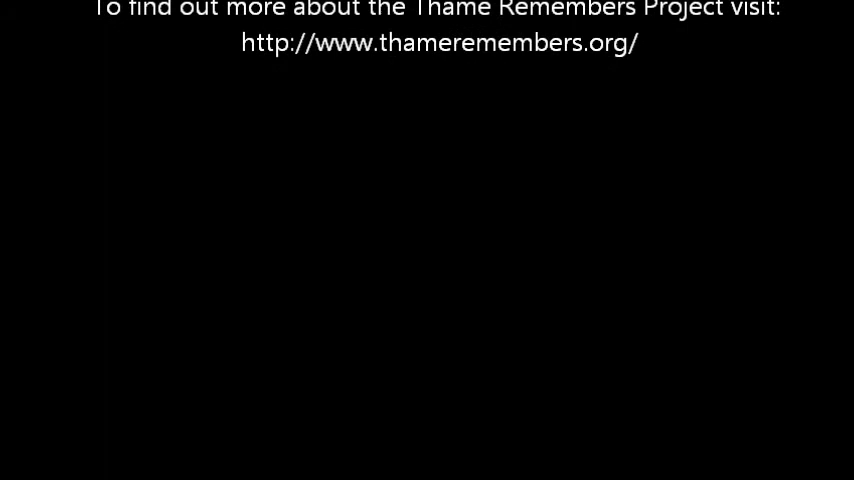 To find out more about the Thame Remembers Project visit:
http://www.thameremembers.org/